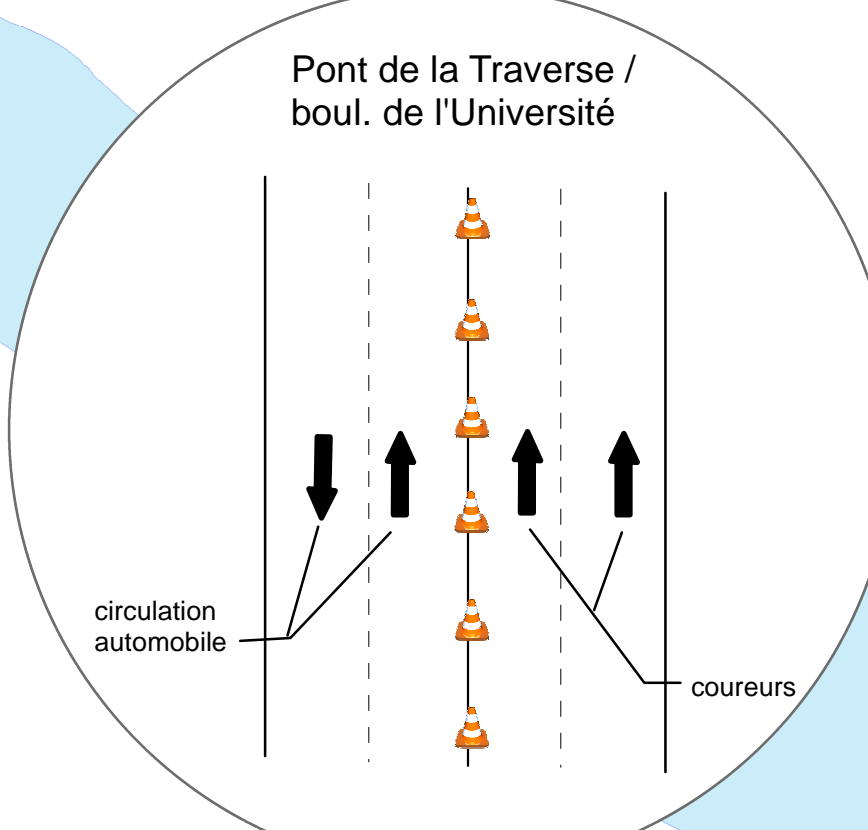 Pont de la Traverse /
boul. de l'Université
circulation
automobile
coureurs